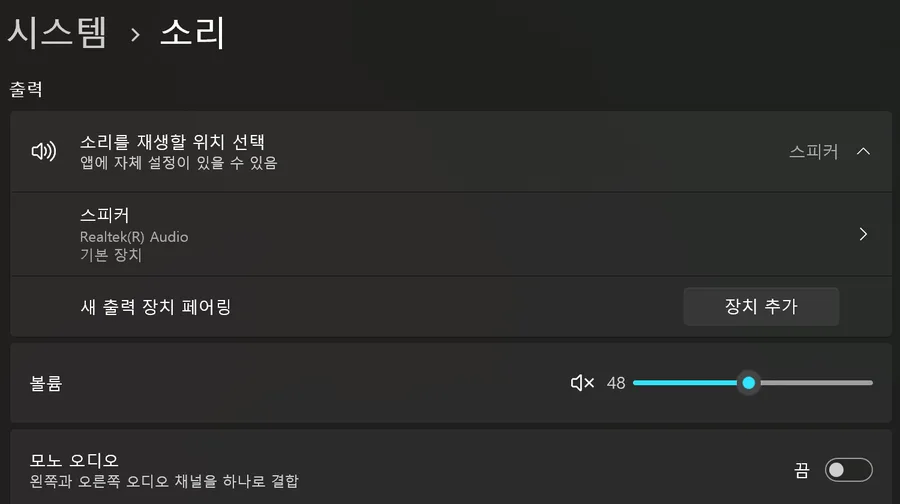 시스템 › 소리
출력
소리를 재생할 위치 선택
앱에 자체 설정이 있을 수 있음
스피커
스피커
Realtek(R) Audio
기본 장치
새 출력 장치 페어링
장치 추가
볼륨
48
모노 오디오
왼쪽과 오른쪽 오디오 채널을 하나로 결합
끔